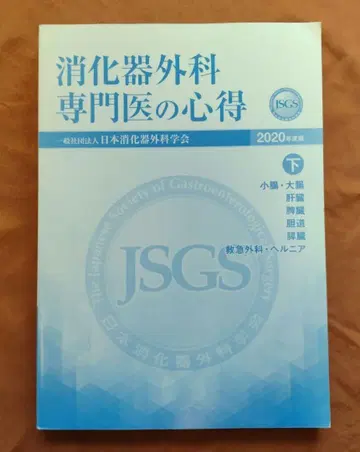 消化器外科
専門医の心得
JSGS
一般社団法人 日本消化器外科学会
2020年度版
下
小腸・大腸
肝臓
脾臓
胆道
膵臓
救急外科・ヘルニア
The Japanese Society of Gastroenterological Surgery
JSGS
日本消化器外科学会